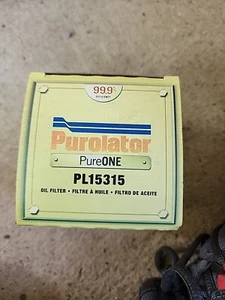 99.9%
Purolator
PureONE
PL15315
OIL FILTER • FILTRE À HUILE • FILTRO DE ACEITE